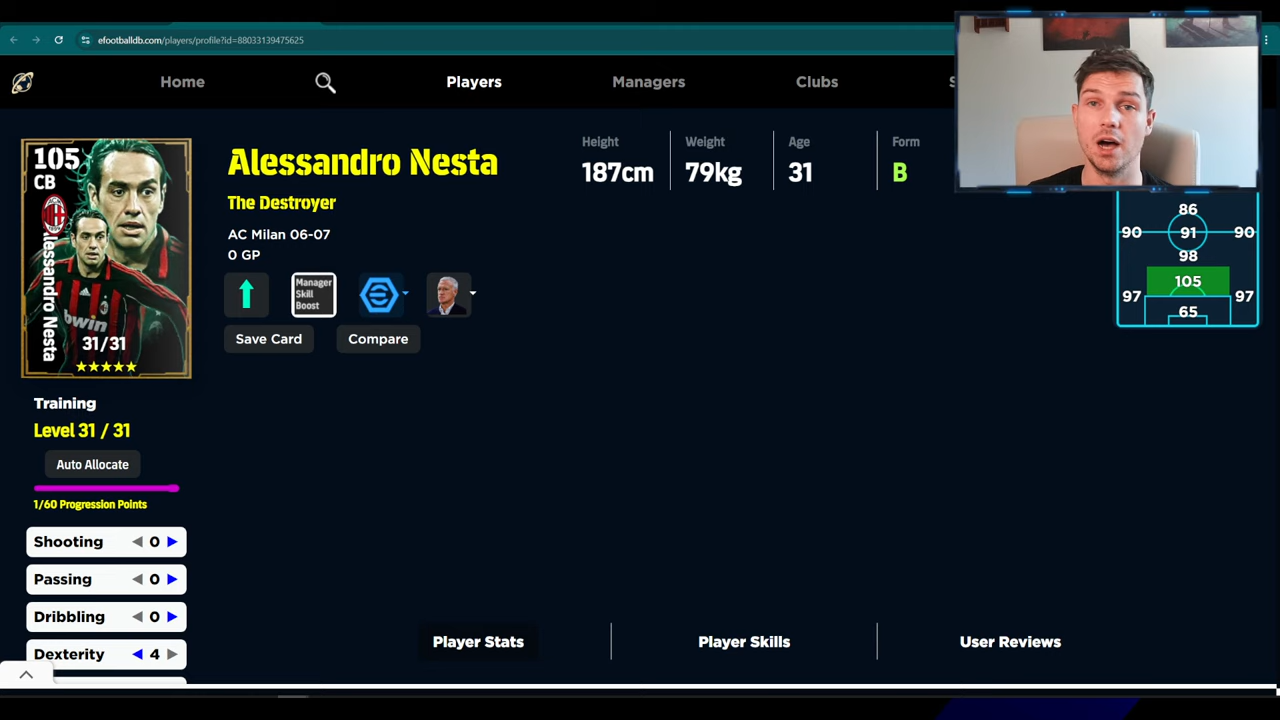 efootballdb.com/players/profile?id=88033139475625
Home
Players
Managers
Clubs
S
105
CB
Alessandro Nesta
31/31
bwin
Alessandro Nesta
The Destroyer
AC Milan 06-07
0 GP
Manager
Skill
Boost
Save Card
Compare
Height
187cm
Weight
79kg
Age
31
Form
B
86
90 91 90
98
105
97 97
65
Training
Level 31 / 31
Auto Allocate
1/60 Progression Points
Shooting 0
Passing 0
Dribbling 0
Dexterity 4
Player Stats
Player Skills
User Reviews